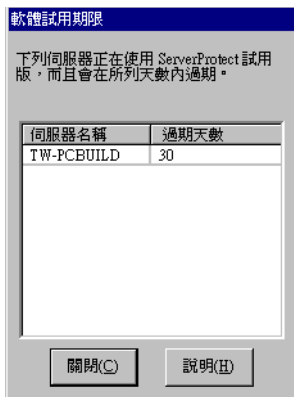 軟體試用期限
下列伺服器正在使用 ServerProtect 試用
版，而且會在所列天數內過期。
伺服器名稱 過期天數
TW-PCBUILD 30
關閉(C) 說明(H)